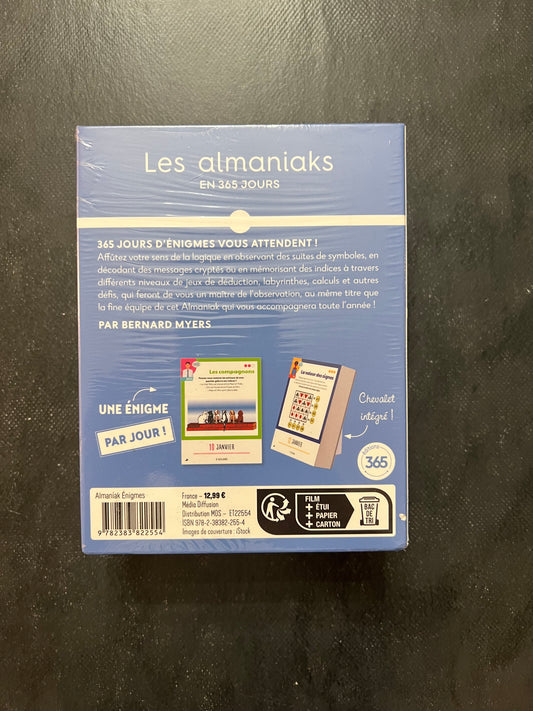 Les almaniaks
EN 365 JOURS
365 JOURS D'ÉNIGMES VOUS ATTENDENT !
Affûtez votre sens de la logique en observant des suites de symboles, en
décodant des messages cryptés ou en mémorisant des indices à travers
différents niveaux de jeux de déduction, labyrinthes, calculs et autres
défis, qui feront de vous un maître de l'observation, au même titre que
la fine équipe de cet Almaniak qui vous accompagnera toute l'année !
PAR BERNARD MYERS
UNE ÉNIGME
PAR JOUR !
Les compagnons
10 JANVIER
Chevalet
intégré !
éditions
365
Almaniak Énigmes
9 782383 822554
France – 12,99 €
Média Diffusion
Distribution MDS – ET22554
ISBN 978-2-38382-255-4
Images de couverture : iStock
FILM
+ ÉTUI
+ PAPIER
+ CARTON
BAC
DE
TRI